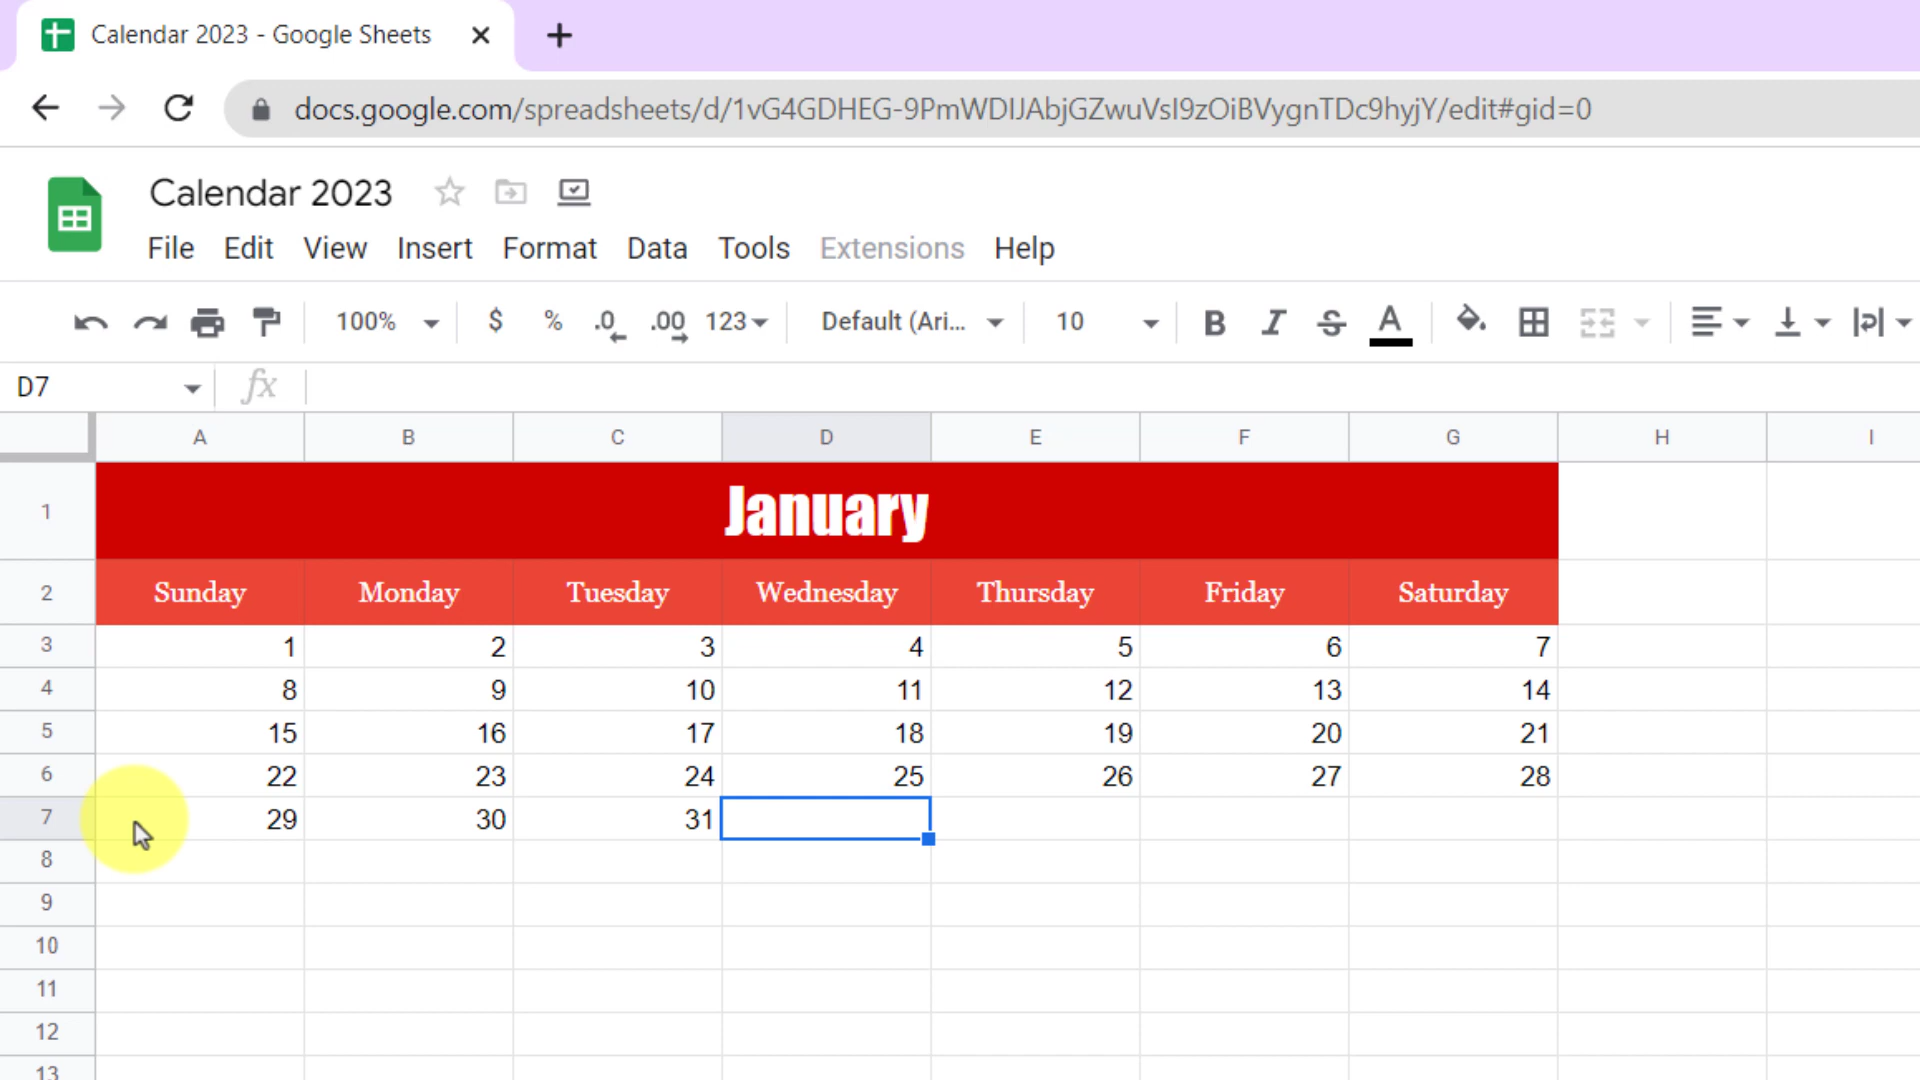 Calendar 2023 - Google Sheets
docs.google.com/spreadsheets/d/1vG4GDHEG-9PmWDIJAbjGZwuVsI9zOiBVygnTDc9hyjY/edit#gid=0
Calendar 2023
File Edit View Insert Format Data Tools Extensions Help
100% $ % .0 .00 123 Default (Ari... 10 B I S A
D7 fx
A B C D E F G H I
1 January
2 Sunday Monday Tuesday Wednesday Thursday Friday Saturday
3 1 2 3 4 5 6 7
4 8 9 10 11 12 13 14
5 15 16 17 18 19 20 21
6 22 23 24 25 26 27 28
7 29 30 31
8
9
10
11
12
13